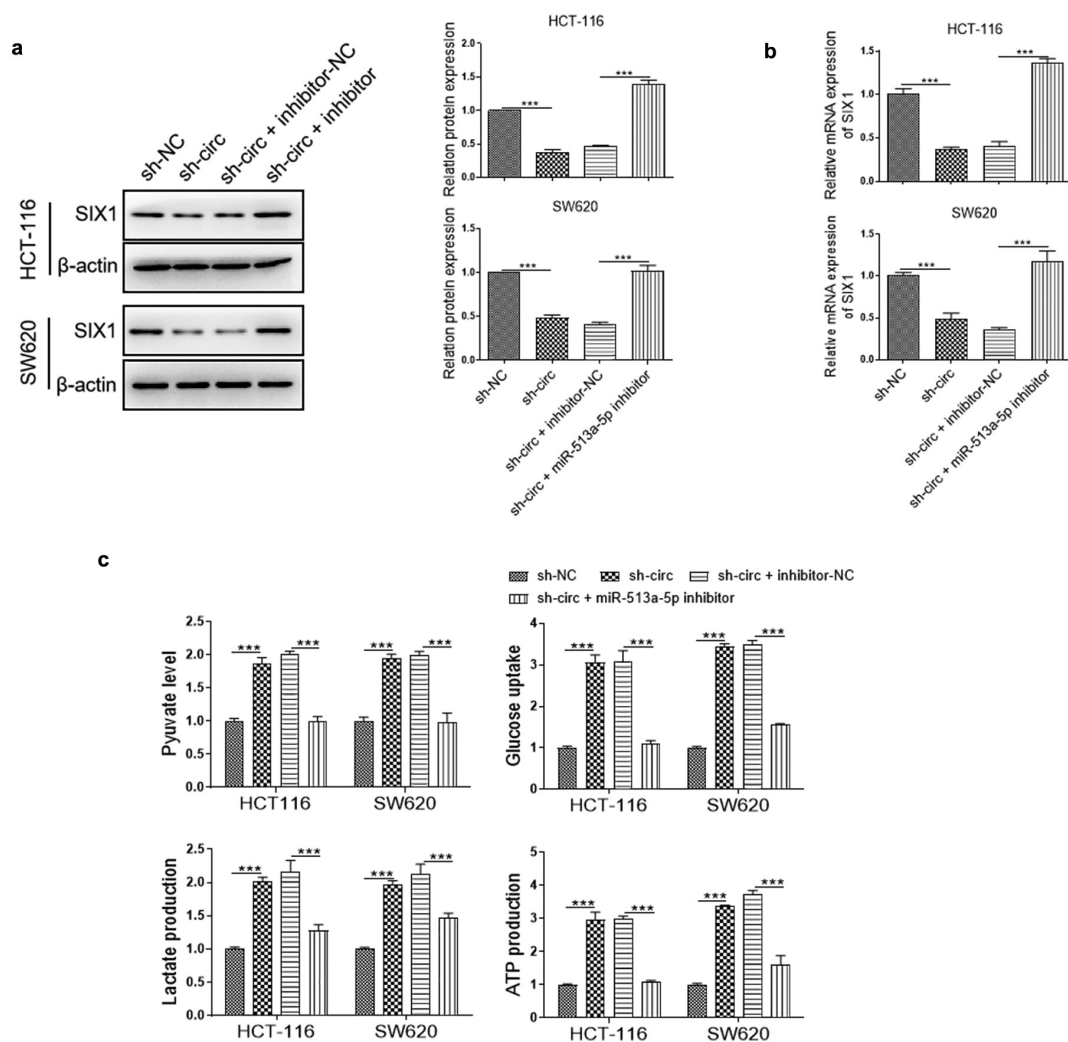 a
sh-NC
sh-circ
sh-circ + inhibitor-NC
sh-circ + inhibitor
HCT-116
SIX1
β-actin
SW620
SIX1
β-actin
HCT-116
Relation protein expression
2.0
1.5
1.0
0.5
0.0
***
***
SW620
Relation protein expression
1.5
1.0
0.5
0.0
***
***
sh-NC
sh-circ
sh-circ + inhibitor-NC
sh-circ + miR-513a-5p inhibitor
b
HCT-116
Relative mRNA expression
of SIX1
1.5
1.0
0.5
0.0
***
***
SW620
Relative mRNA expression
of SIX1
1.5
1.0
0.5
0.0
***
***
sh-NC
sh-circ
sh-circ + inhibitor-NC
sh-circ + miR-513a-5p inhibitor
c
sh-NC sh-circ sh-circ + inhibitor-NC
sh-circ + miR-513a-5p inhibitor
Pyuvate level
2.5
2.0
1.5
1.0
0.5
0.0
*** *** *** ***
HCT116 SW620
Glucose uptake
4
3
2
1
0
*** *** *** ***
HCT-116 SW620
Lactate production
2.5
2.0
1.5
1.0
0.5
0.0
*** *** *** ***
HCT-116 SW620
ATP production
5
4
3
2
1
0
*** *** *** ***
HCT-116 SW620